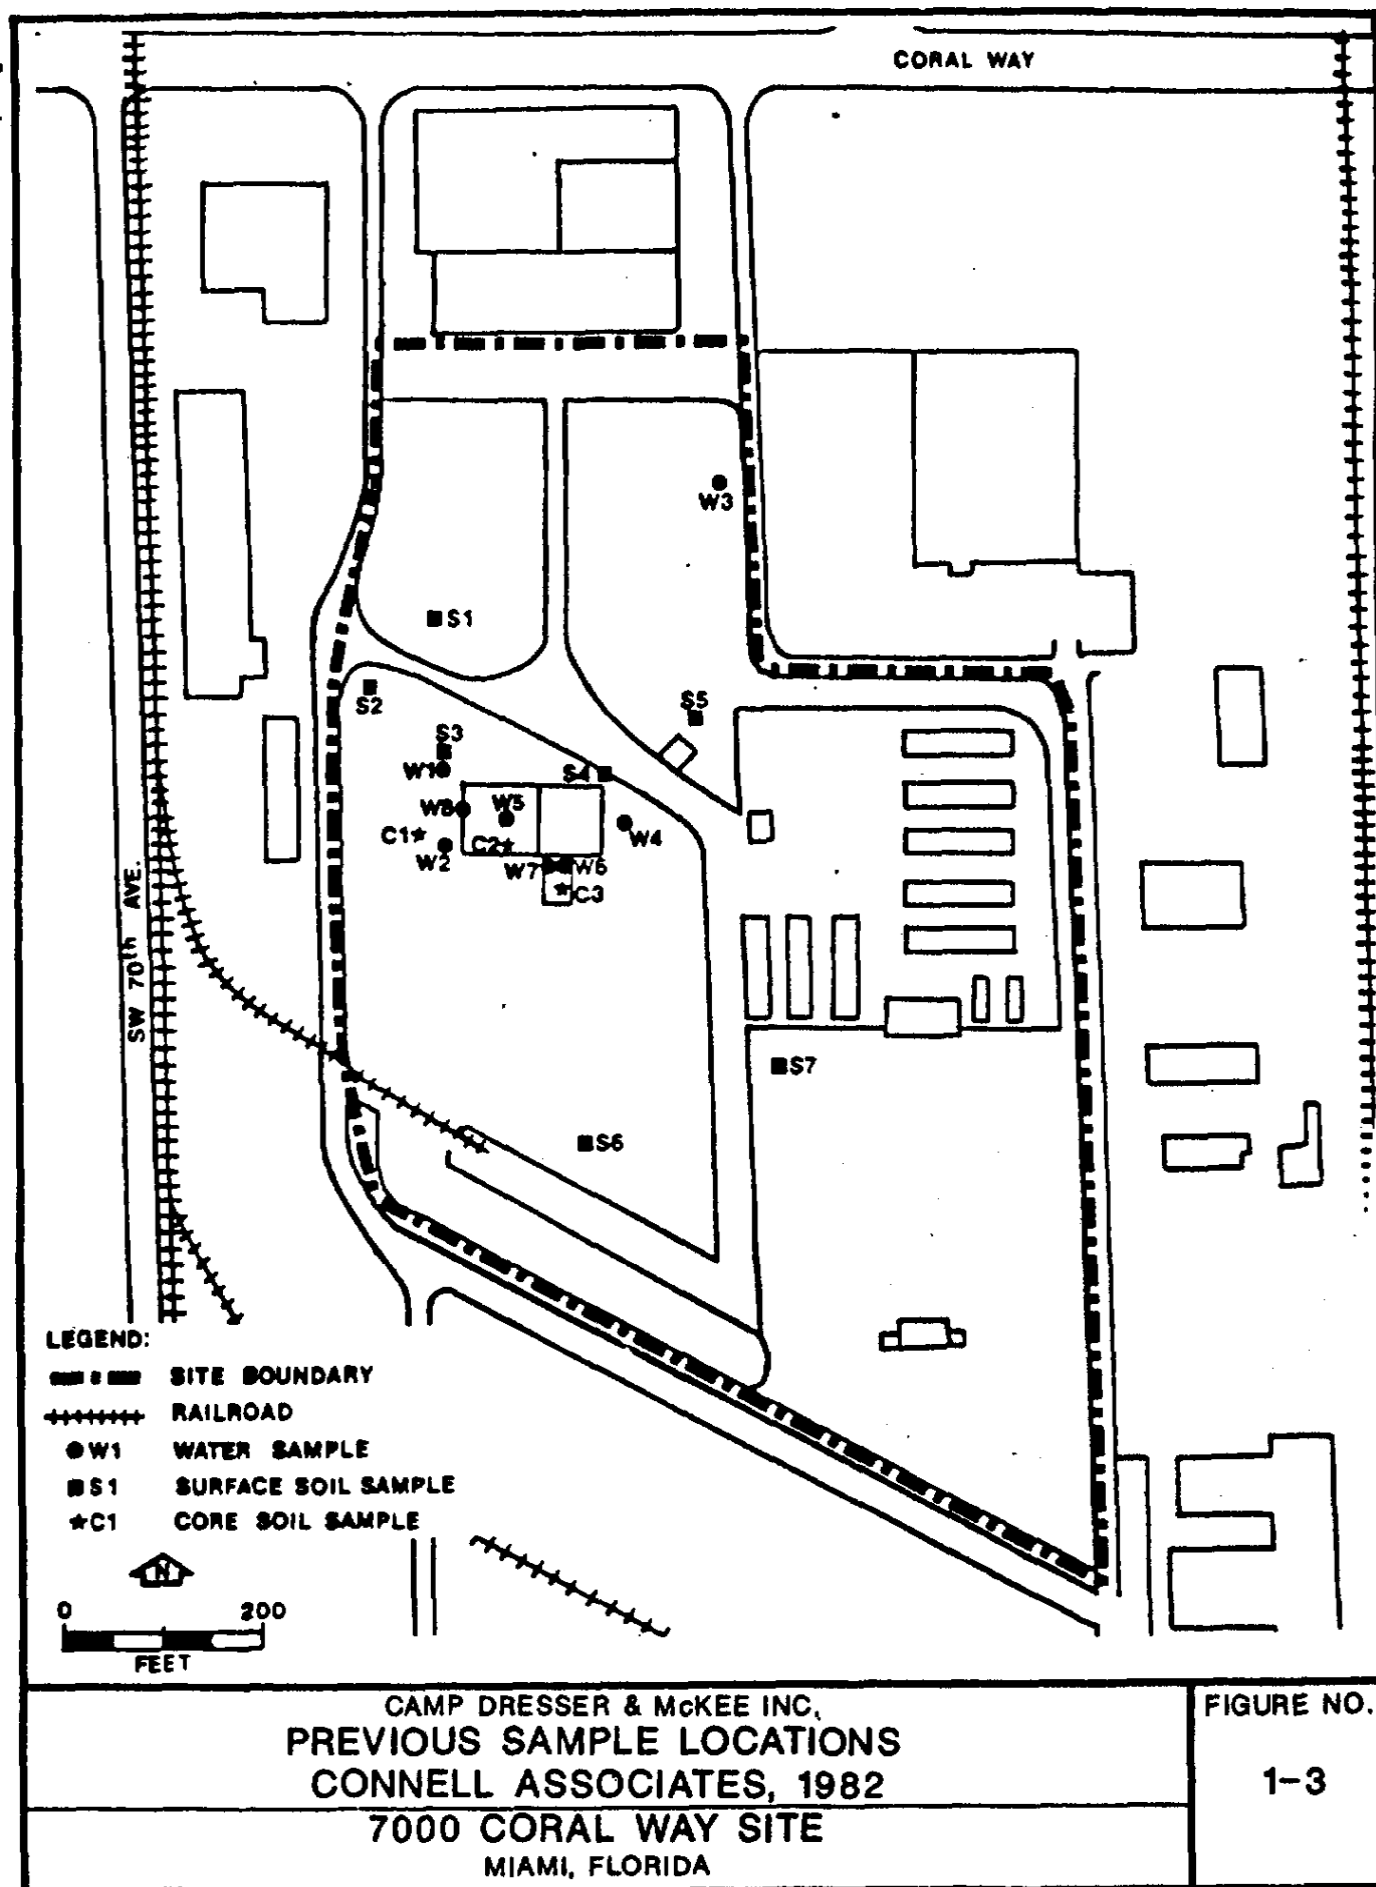 CORAL WAY
W3
S1
S2
S5
S3
W1
S4
W8
W5
C1
W4
W2
C2
W7
W6
C3
SW 70th AVE.
S7
S6
LEGEND:
SITE BOUNDARY
RAILROAD
W1 WATER SAMPLE
S1 SURFACE SOIL SAMPLE
★C1 CORE SOIL SAMPLE
N
0 200
FEET
CAMP DRESSER & McKEE INC.
PREVIOUS SAMPLE LOCATIONS
CONNELL ASSOCIATES, 1982
7000 CORAL WAY SITE
MIAMI, FLORIDA
FIGURE NO.
1-3